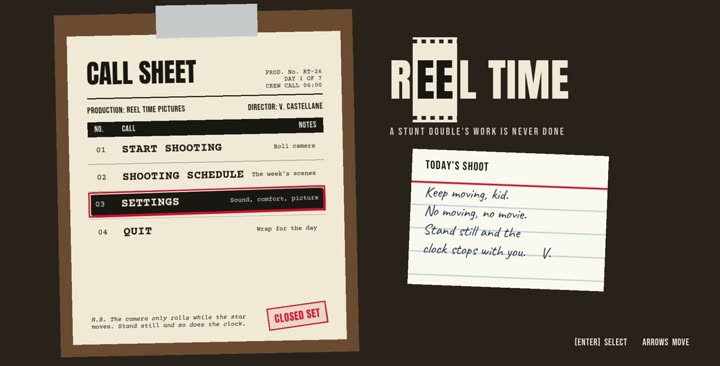 CALL SHEET
PROD. No. RT-26
DAY 1 OF 7
CREW CALL 06:00
PRODUCTION: REEL TIME PICTURES
DIRECTOR: V. CASTELLANE
NO. CALL NOTES
01 START SHOOTING Roll camera
02 SHOOTING SCHEDULE The week's scenes
03 SETTINGS Sound, comfort, picture
04 QUIT Wrap for the day
N.B. The camera only rolls while the star
moves. Stand still and so does the clock.
CLOSED SET
REEL TIME
A STUNT DOUBLE'S WORK IS NEVER DONE
TODAY'S SHOOT
Keep moving, kid.
No moving, no movie.
Stand still and the
clock stops with you. V.
[ENTER] SELECT ARROWS MOVE